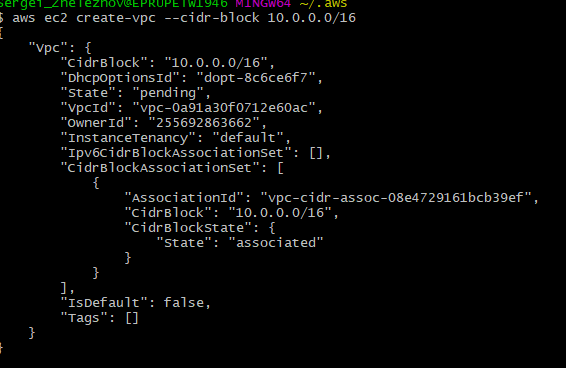 Sergei_Zheleznov@EPRUPETW1946 MINGW64 ~/.aws
$ aws ec2 create-vpc --cidr-block 10.0.0.0/16
{
    "Vpc": {
        "CidrBlock": "10.0.0.0/16",
        "DhcpOptionsId": "dopt-8c6ce6f7",
        "State": "pending",
        "VpcId": "vpc-0a91a30f0712e60ac",
        "OwnerId": "255692863662",
        "InstanceTenancy": "default",
        "Ipv6CidrBlockAssociationSet": [],
        "CidrBlockAssociationSet": [
            {
                "AssociationId": "vpc-cidr-assoc-08e4729161bcb39ef",
                "CidrBlock": "10.0.0.0/16",
                "CidrBlockState": {
                    "State": "associated"
                }
            }
        ],
        "IsDefault": false,
        "Tags": []
    }
}